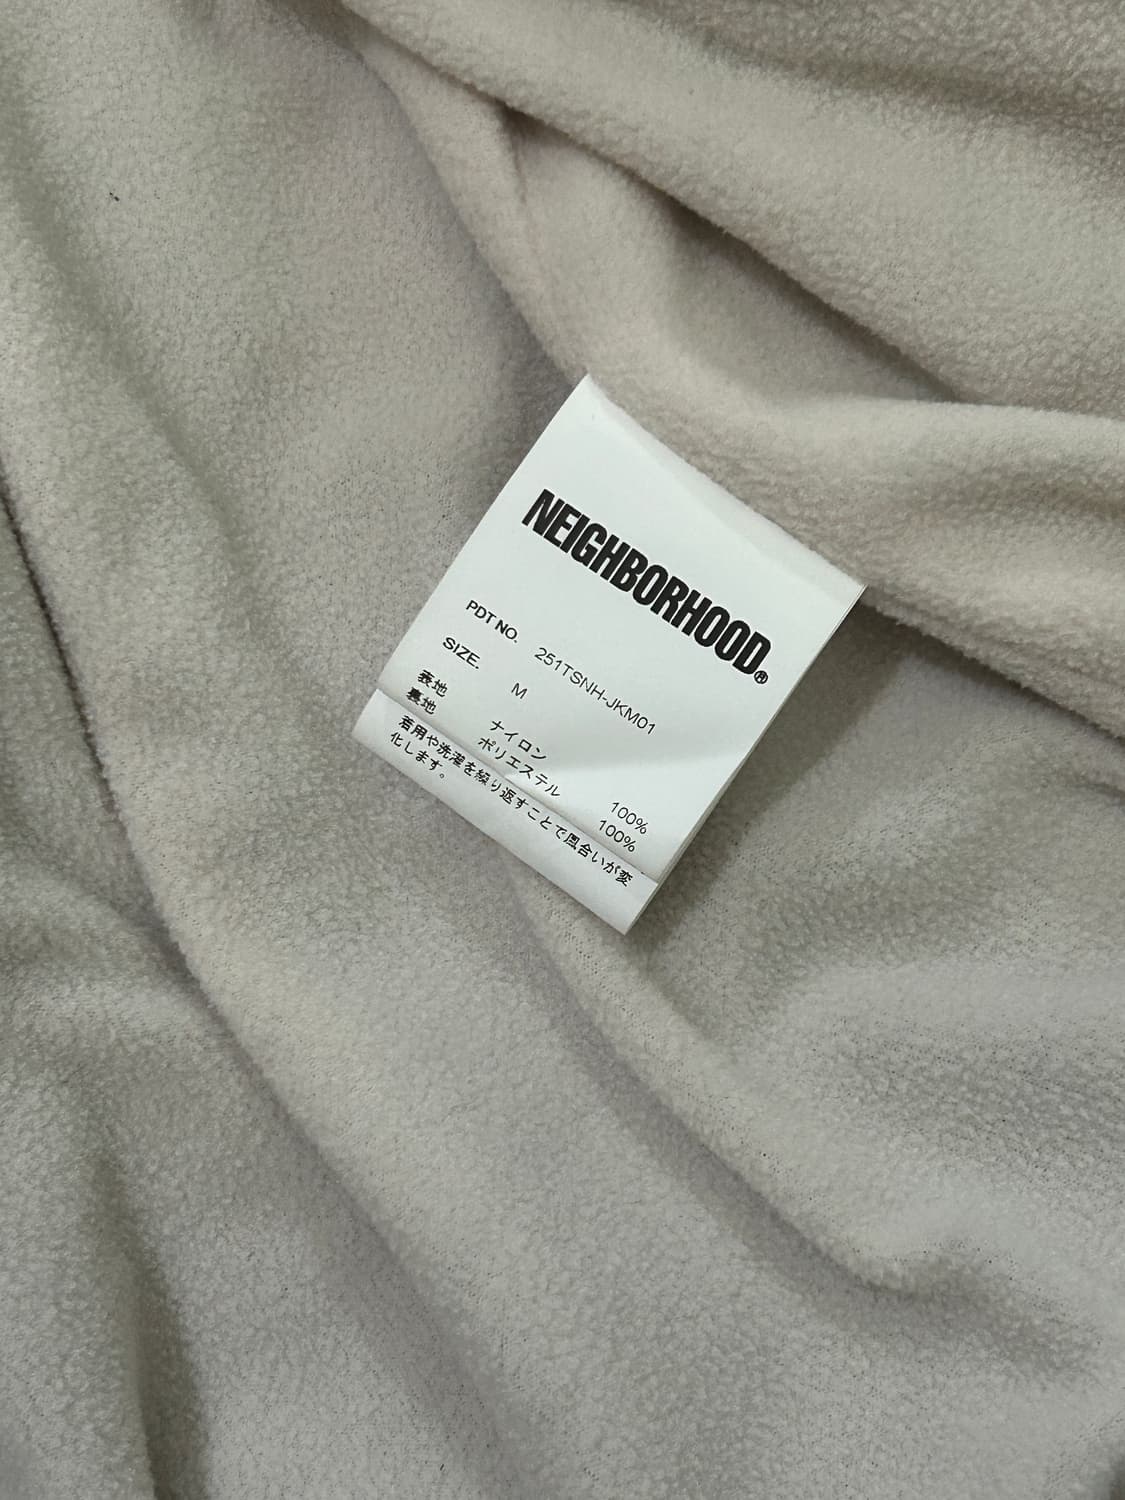 NEIGHBORHOOD®
PDT NO. 251TSNH-JKM01
SIZE. M
表地 ナイロン 100%
裏地 ポリエステル 100%
着用や洗濯を繰り返すことで風合いが変
化します。